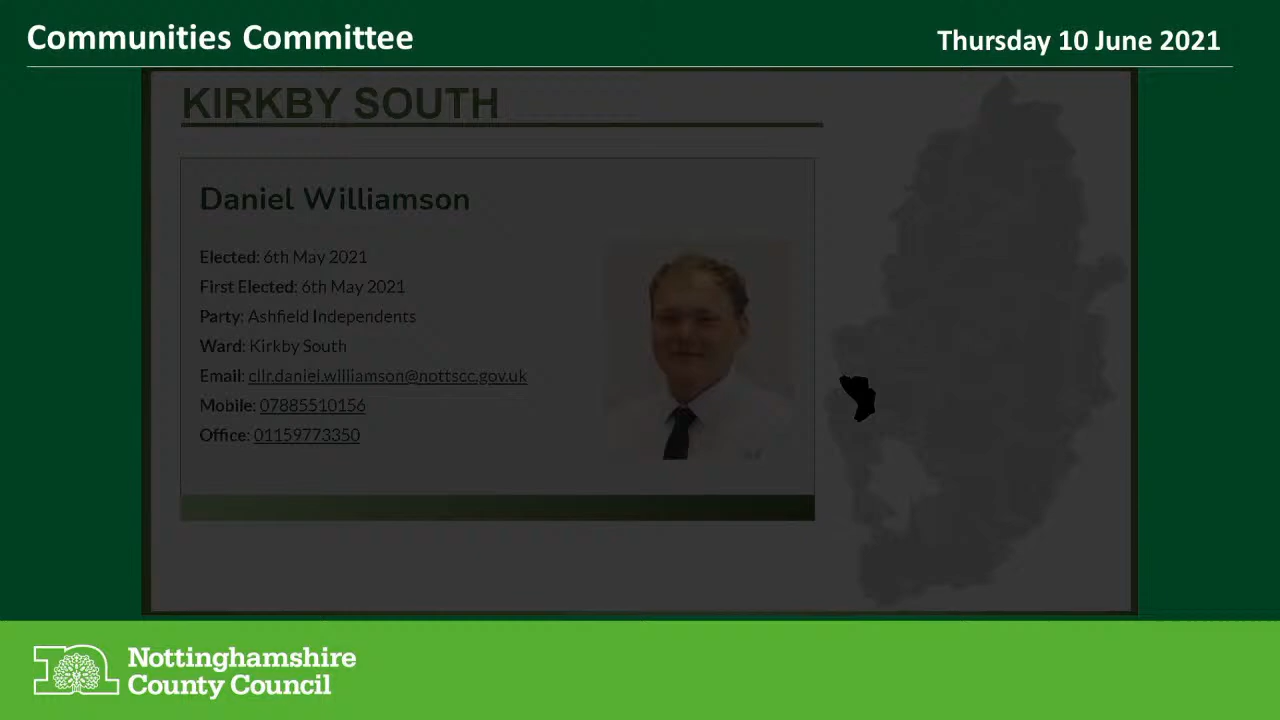 Communities Committee
Thursday 10 June 2021
KIRKBY SOUTH
Daniel Williamson
Elected: 6th May 2021
First Elected: 6th May 2021
Party: Ashfield Independents
Ward: Kirkby South
Email: cllr.daniel.williamson@nottscc.gov.uk
Mobile: 07885510156
Office: 01159773350
Nottinghamshire
County Council